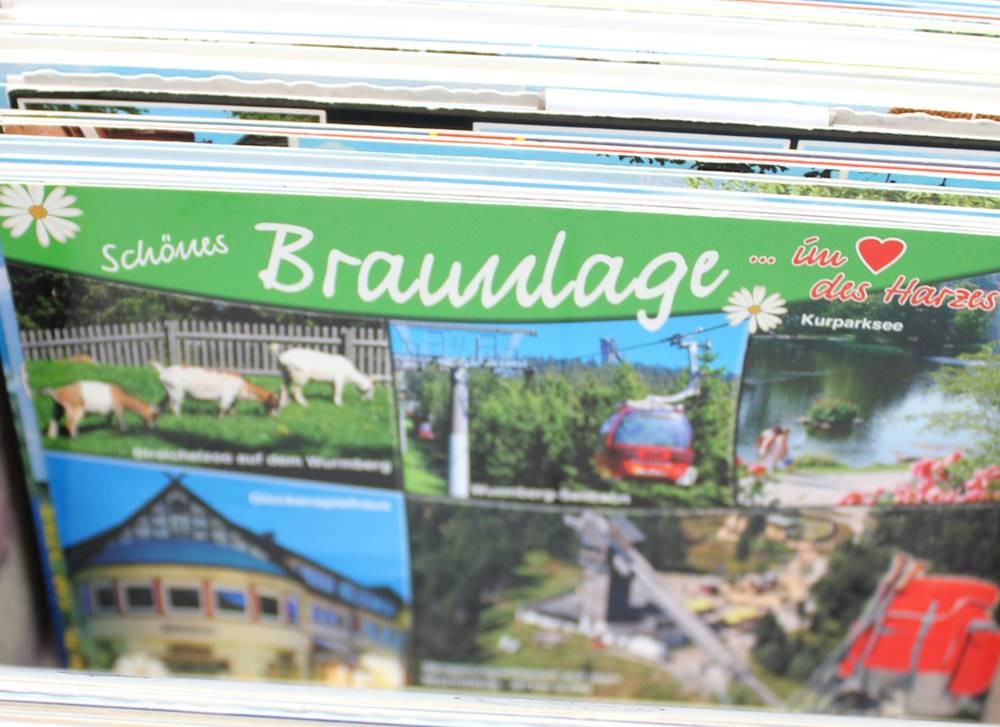 Schönes Braunlage ... im
des Harzes
Kurparksee
Streichelzoo auf dem Wurmberg
Wurmberg-Seilbahn